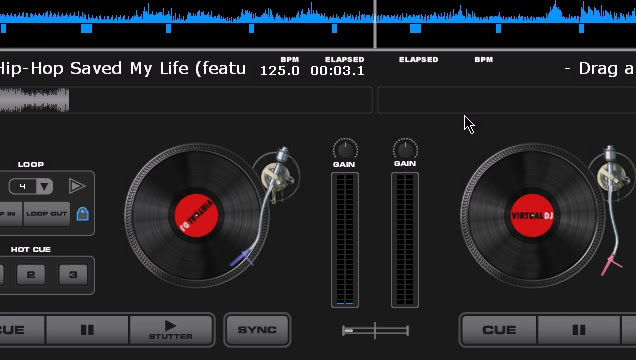 BPM ELAPSED ELAPSED BPM
Hip-Hop Saved My Life (featu 125.0 00:03.1 - Drag a
LOOP GAIN GAIN
4
P IN LOOP OUT
VIRTUAL DJ VIRTUAL DJ
HOT CUE
2 3
CUE STUTTER SYNC CUE